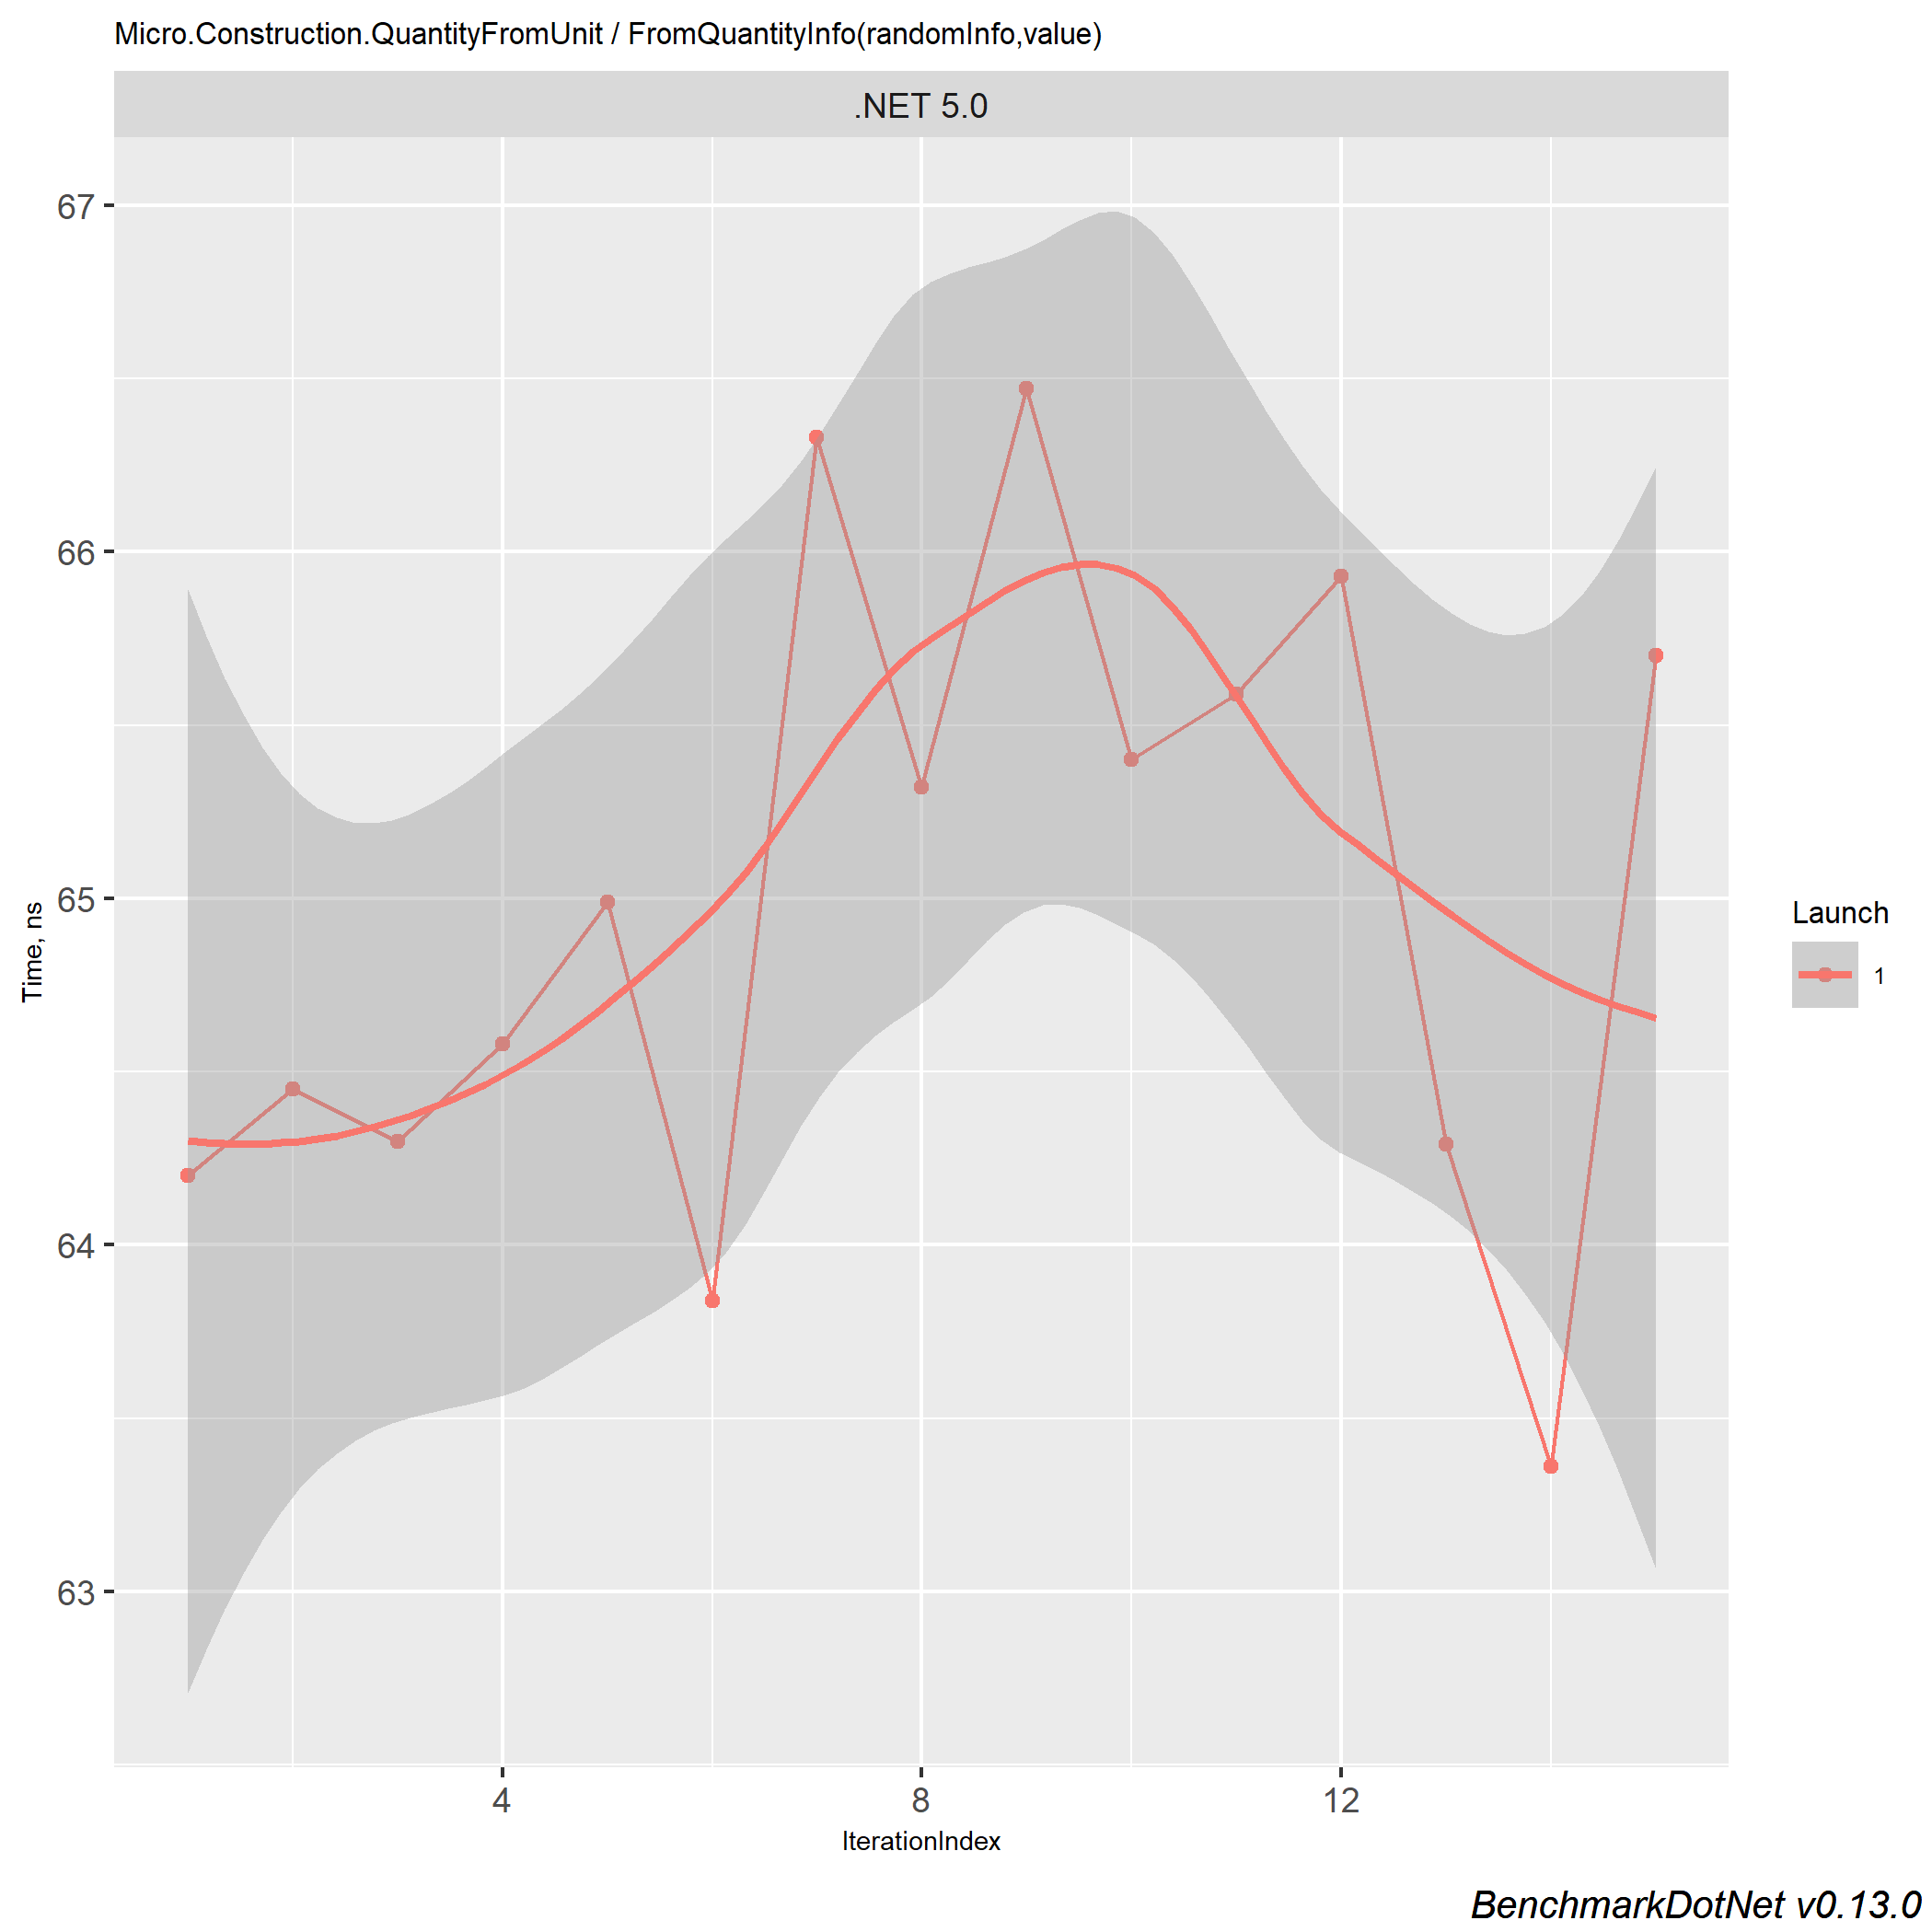 Micro.Construction.QuantityFromUnit / FromQuantityInfo(randomInfo,value)
.NET 5.0
67
66
65
64
63
Time, ns
4 8 12
IterationIndex
Launch
1
BenchmarkDotNet v0.13.0